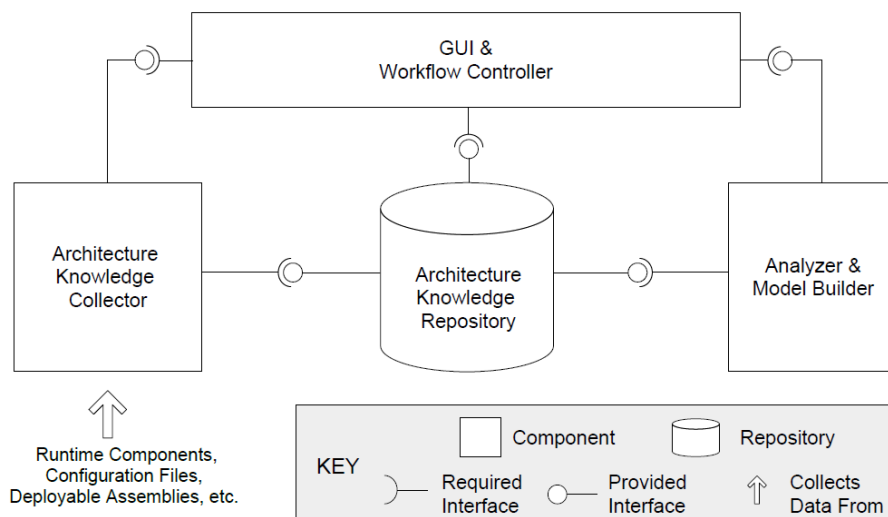 GUI &
Workflow Controller
Architecture
Knowledge
Collector
Architecture
Knowledge
Repository
Analyzer &
Model Builder
Runtime Components,
Configuration Files,
Deployable Assemblies, etc.
KEY
Component
Repository
Required
Interface
Provided
Interface
Collects
Data From